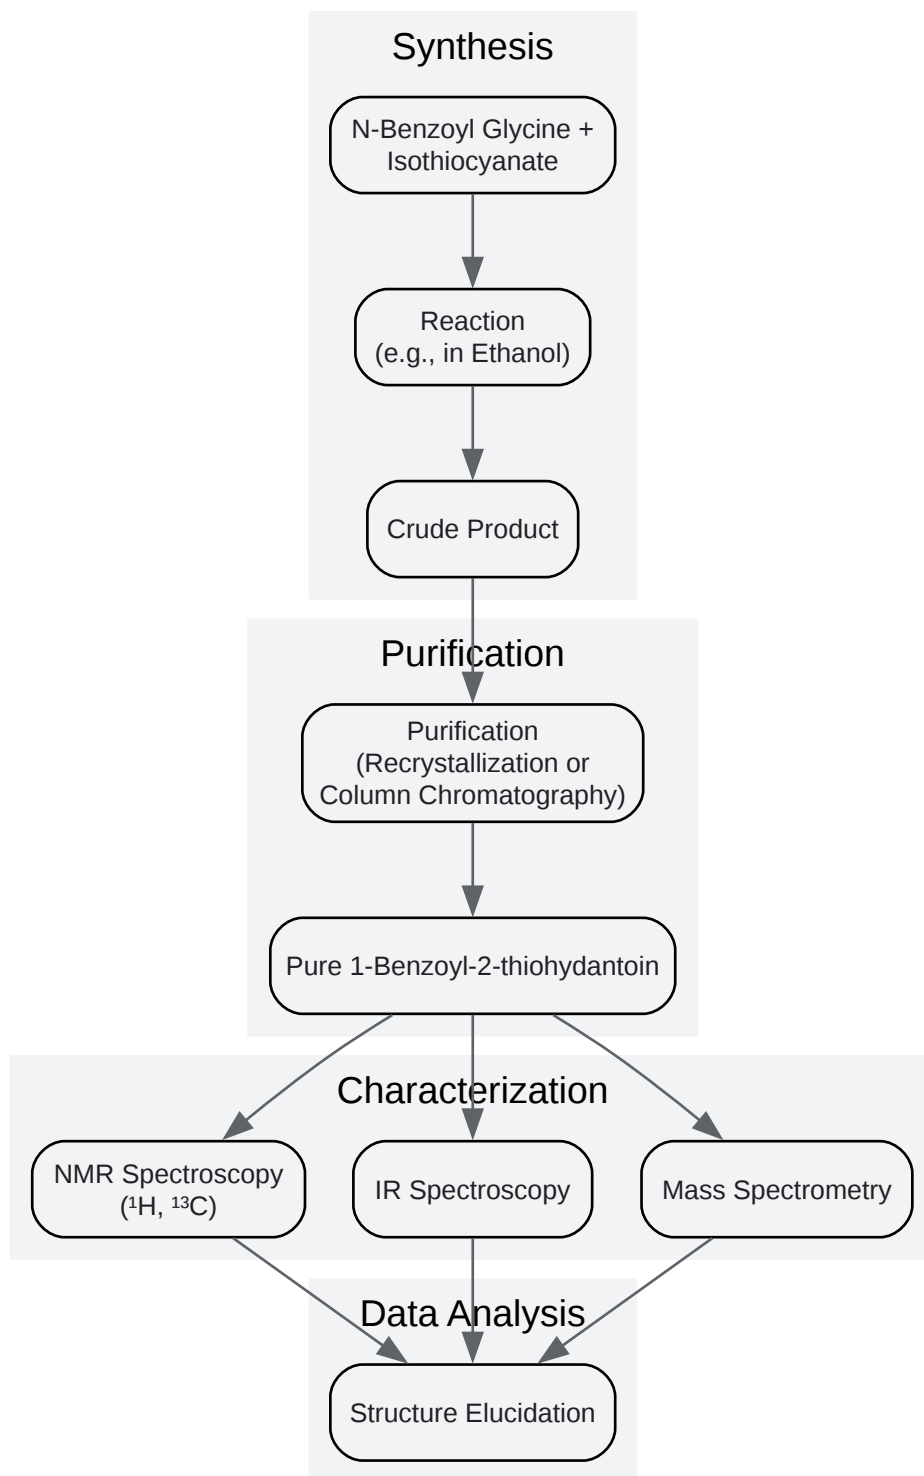 Synthesis
N-Benzoyl Glycine +
Isothiocyanate
Reaction
(e.g., in Ethanol)
Crude Product
Purification
Purification
(Recrystallization or
Column Chromatography)
Pure 1-Benzoyl-2-thiohydantoin
Characterization
NMR Spectroscopy
(¹H, ¹³C)
IR Spectroscopy
Mass Spectrometry
Data Analysis
Structure Elucidation